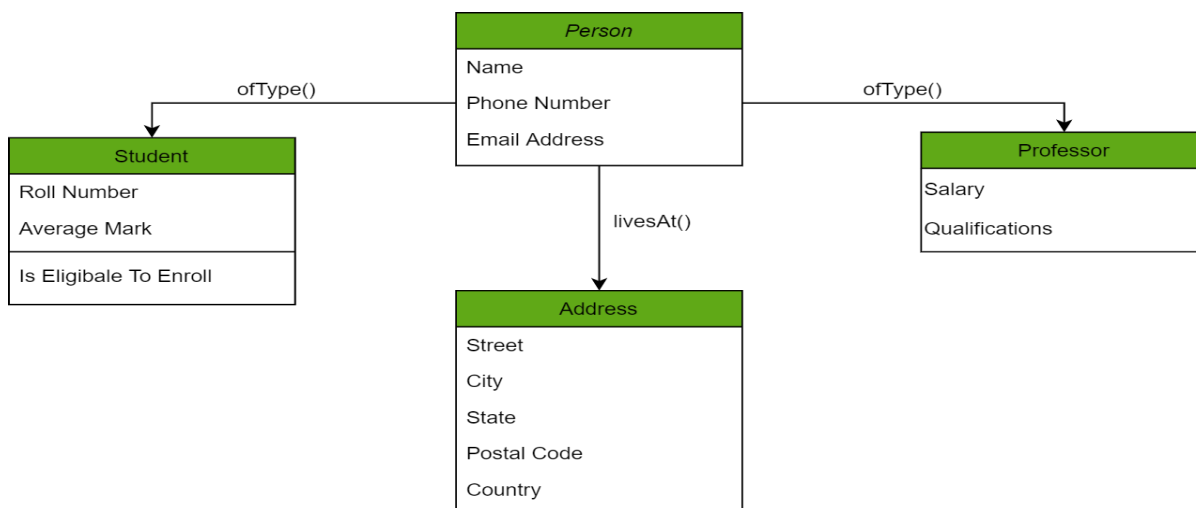 Person
Name
Phone Number
Email Address
ofType()
ofType()
Student
Roll Number
Average Mark
Is Eligibale To Enroll
Professor
Salary
Qualifications
livesAt()
Address
Street
City
State
Postal Code
Country